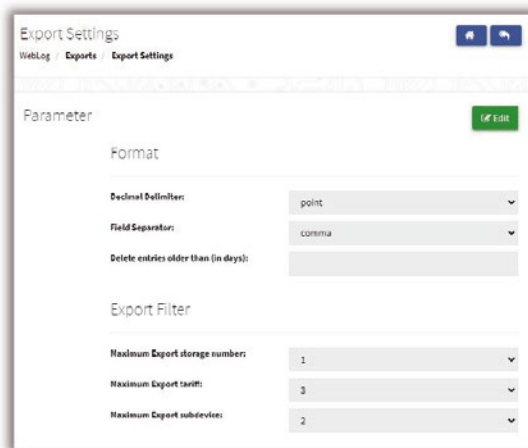 Export Settings
WebLog / Exports / Export Settings
Parameter
Edit
Format
Decimal Delimiter: point
Field Separator: comma
Delete entries older than (in days):
Export Filter
Maximum Export storage number: 1
Maximum Export tariff: 3
Maximum Export subdevice: 2